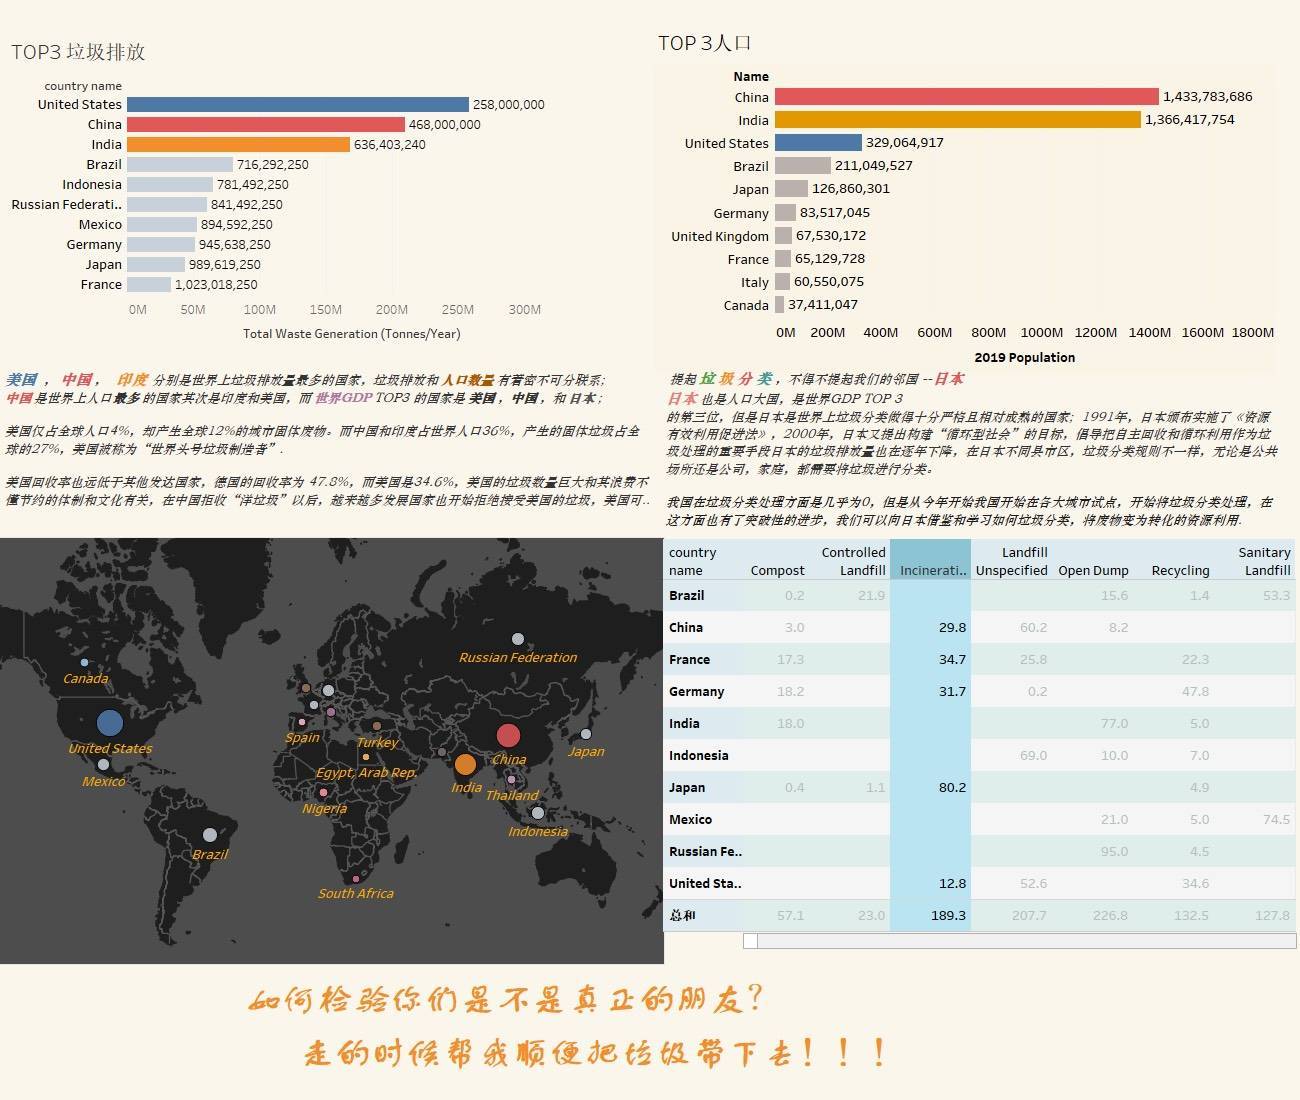 TOP3 垃圾排放
country name
United States 258,000,000
China 468,000,000
India 636,403,240
Brazil 716,292,250
Indonesia 781,492,250
Russian Federati.. 841,492,250
Mexico 894,592,250
Germany 945,638,250
Japan 989,619,250
France 1,023,018,250
0M 50M 100M 150M 200M 250M 300M
Total Waste Generation (Tonnes/Year)
TOP 3人口
Name
China 1,433,783,686
India 1,366,417,754
United States 329,064,917
Brazil 211,049,527
Japan 126,860,301
Germany 83,517,045
United Kingdom 67,530,172
France 65,129,728
Italy 60,550,075
Canada 37,411,047
0M 200M 400M 600M 800M 1000M 1200M 1400M 1600M 1800M
2019 Population
美国 ，中国， 印度 分别是世界上垃圾排放量最多的国家，垃圾排放和 人口数量 有着密不可分联系；
中国 是世界上人口最多 的国家其次是印度和美国，而 世界GDP TOP3 的国家是 美国，中国，和 日本；
美国仅占全球人口4%，却产生全球12%的城市固体废物。而中国和印度占世界人口36%，产生的固体垃圾占全
球的27%，美国被称为“世界头号垃圾制造者”.
美国回收率也远低于其他发达国家，德国的回收率为 47.8%，而美国是34.6%，美国的垃圾数量巨大和其浪费不
懂节约的体制和文化有关，在中国拒收“洋垃圾”以后，越来越多发展国家也开始拒绝接受美国的垃圾，美国可..
提起 垃 圾 分 类 ，不得不提起我们的邻国 --日本
日本 也是人口大国，是世界GDP TOP 3
的第三位，但是日本是世界上垃圾分类做得十分严格且相对成熟的国家；1991年，日本颁布实施了《资源
有效利用促进法》，2000年，日本又提出构建“循环型社会”的目标，倡导把自主回收和循环利用作为垃
圾处理的重要手段日本的垃圾排放量也在逐年下降，在日本不同县市区，垃圾分类规则不一样，无论是公共
场所还是公司，家庭，都需要将垃圾进行分类。
我国在垃圾分类处理方面是几乎为0，但是从今年开始我国开始在各大城市试点，开始将垃圾分类处理，在
这方面也有了突破性的进步，我们可以向日本借鉴和学习如何垃圾分类，将废物变为转化的资源利用.
Russian Federation
Canada
United States
Mexico
Spain
Turkey
Egypt, Arab Rep.
China
Japan
India
Thailand
Nigeria
Indonesia
Brazil
South Africa
country Controlled Landfill Sanitary
name Compost Landfill Incinerati.. Unspecified Open Dump Recycling Landfill
Brazil 0.2 21.9 15.6 1.4 53.3
China 3.0 29.8 60.2 8.2
France 17.3 34.7 25.8 22.3
Germany 18.2 31.7 0.2 47.8
India 18.0 77.0 5.0
Indonesia 69.0 10.0 7.0
Japan 0.4 1.1 80.2 4.9
Mexico 21.0 5.0 74.5
Russian Fe.. 95.0 4.5
United Sta.. 12.8 52.6 34.6
总和 57.1 23.0 189.3 207.7 226.8 132.5 127.8
如何检验你们是不是真正的朋友？
走的时候帮我顺便把垃圾带下去！！！